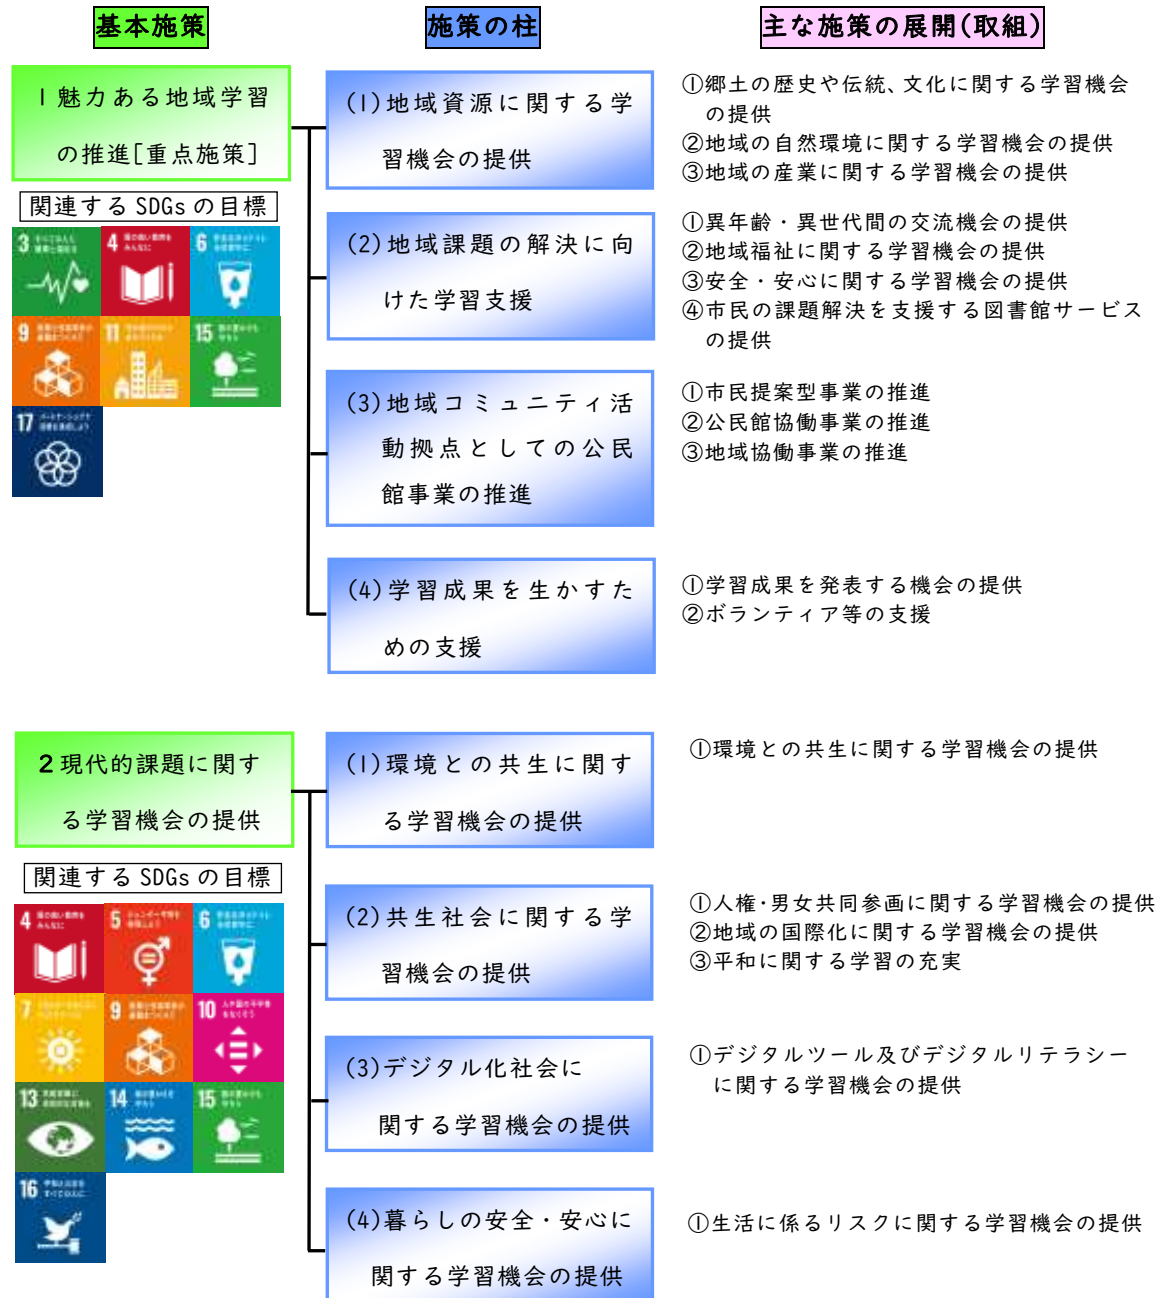 基本施策
施策の柱
主な施策の展開(取組)
1魅力ある地域学習
の推進[重点施策]
関連するSDGsの目標
3
4
6
9
11
15
17
(1)地域資源に関する学
習機会の提供
①郷土の歴史や伝統、文化に関する学習機会
の提供
②地域の自然環境に関する学習機会の提供
③地域の産業に関する学習機会の提供
(2)地域課題の解決に向
けた学習支援
①異年齢・異世代間の交流機会の提供
②地域福祉に関する学習機会の提供
③安全・安心に関する学習機会の提供
④市民の課題解決を支援する図書館サービス
の提供
(3)地域コミュニティ活
動拠点としての公民
館事業の推進
①市民提案型事業の推進
②公民館協働事業の推進
③地域協働事業の推進
(4)学習成果を生かすた
めの支援
①学習成果を発表する機会の提供
②ボランティア等の支援
2現代的課題に関す
る学習機会の提供
関連するSDGsの目標
4
5
6
7
9
10
13
14
15
16
(1)環境との共生に関す
る学習機会の提供
①環境との共生に関する学習機会の提供
(2)共生社会に関する学
習機会の提供
①人権・男女共同参画に関する学習機会の提供
②地域の国際化に関する学習機会の提供
③平和に関する学習の充実
(3)デジタル化社会に
関する学習機会の提供
①デジタルツール及びデジタルリテラシー
に関する学習機会の提供
(4)暮らしの安全・安心に
関する学習機会の提供
①生活に係るリスクに関する学習機会の提供